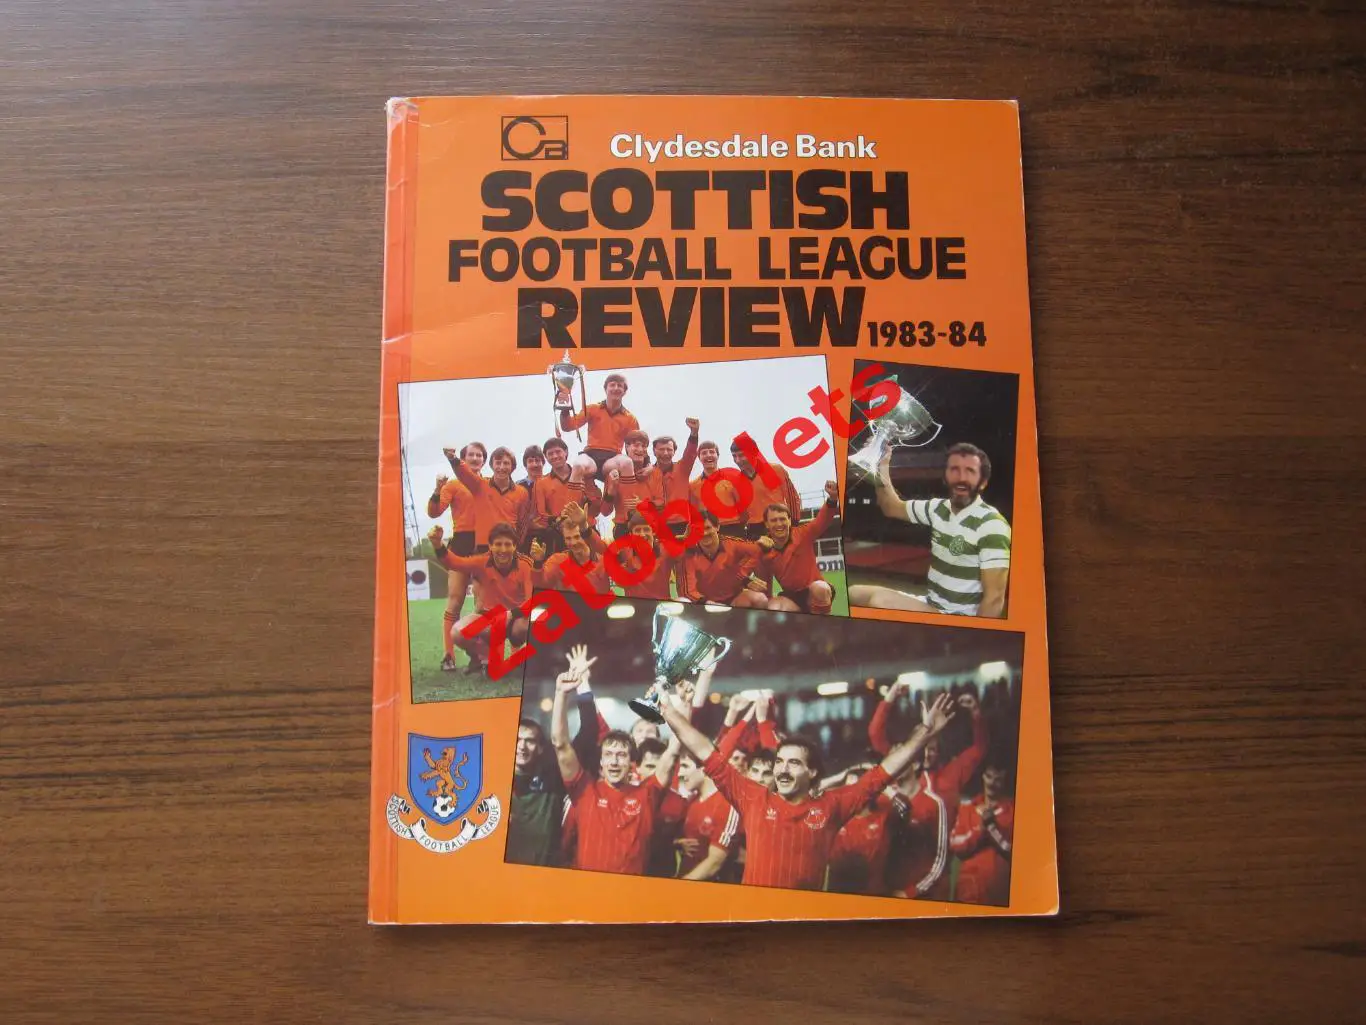 CB Clydesdale Bank
SCOTTISH
FOOTBALL LEAGUE
REVIEW 1983-84
zatobolets
SCOTTISH FOOTBALL LEAGUE